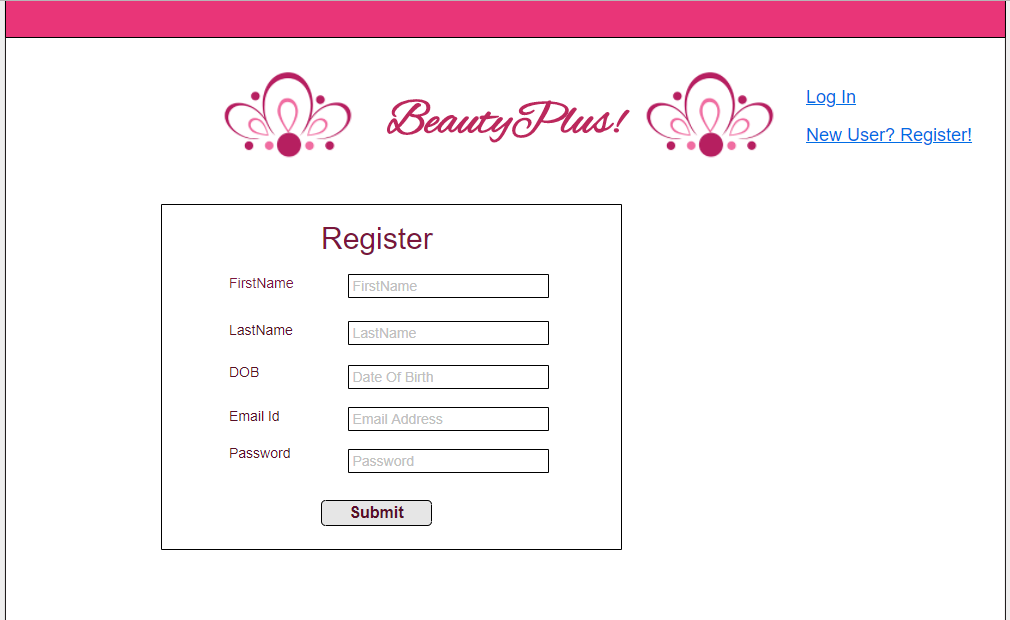 BeautyPlus!
Log In
New User? Register!
Register
FirstName
FirstName
LastName
LastName
DOB
Date Of Birth
Email Id
Email Address
Password
Password
Submit